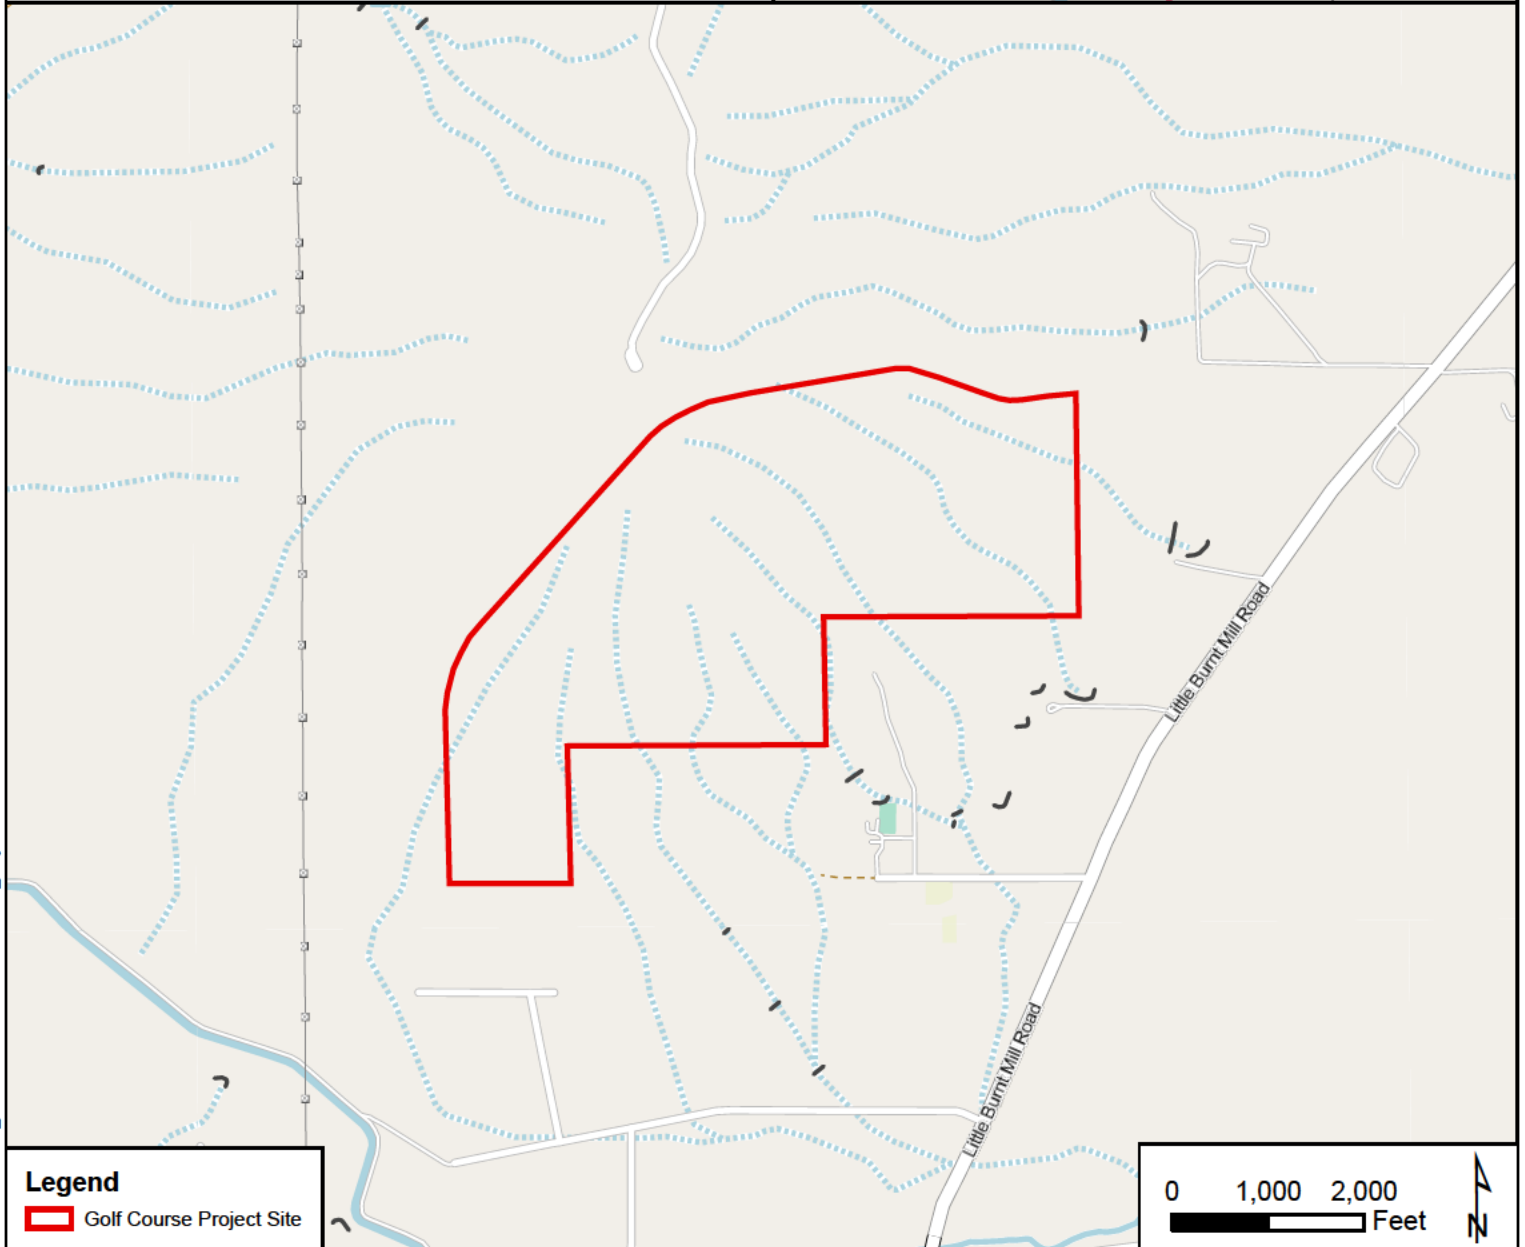 Little Burnt Mill Road
Little Burnt Mill Road
Legend
Golf Course Project Site
0 1,000 2,000
Feet
N